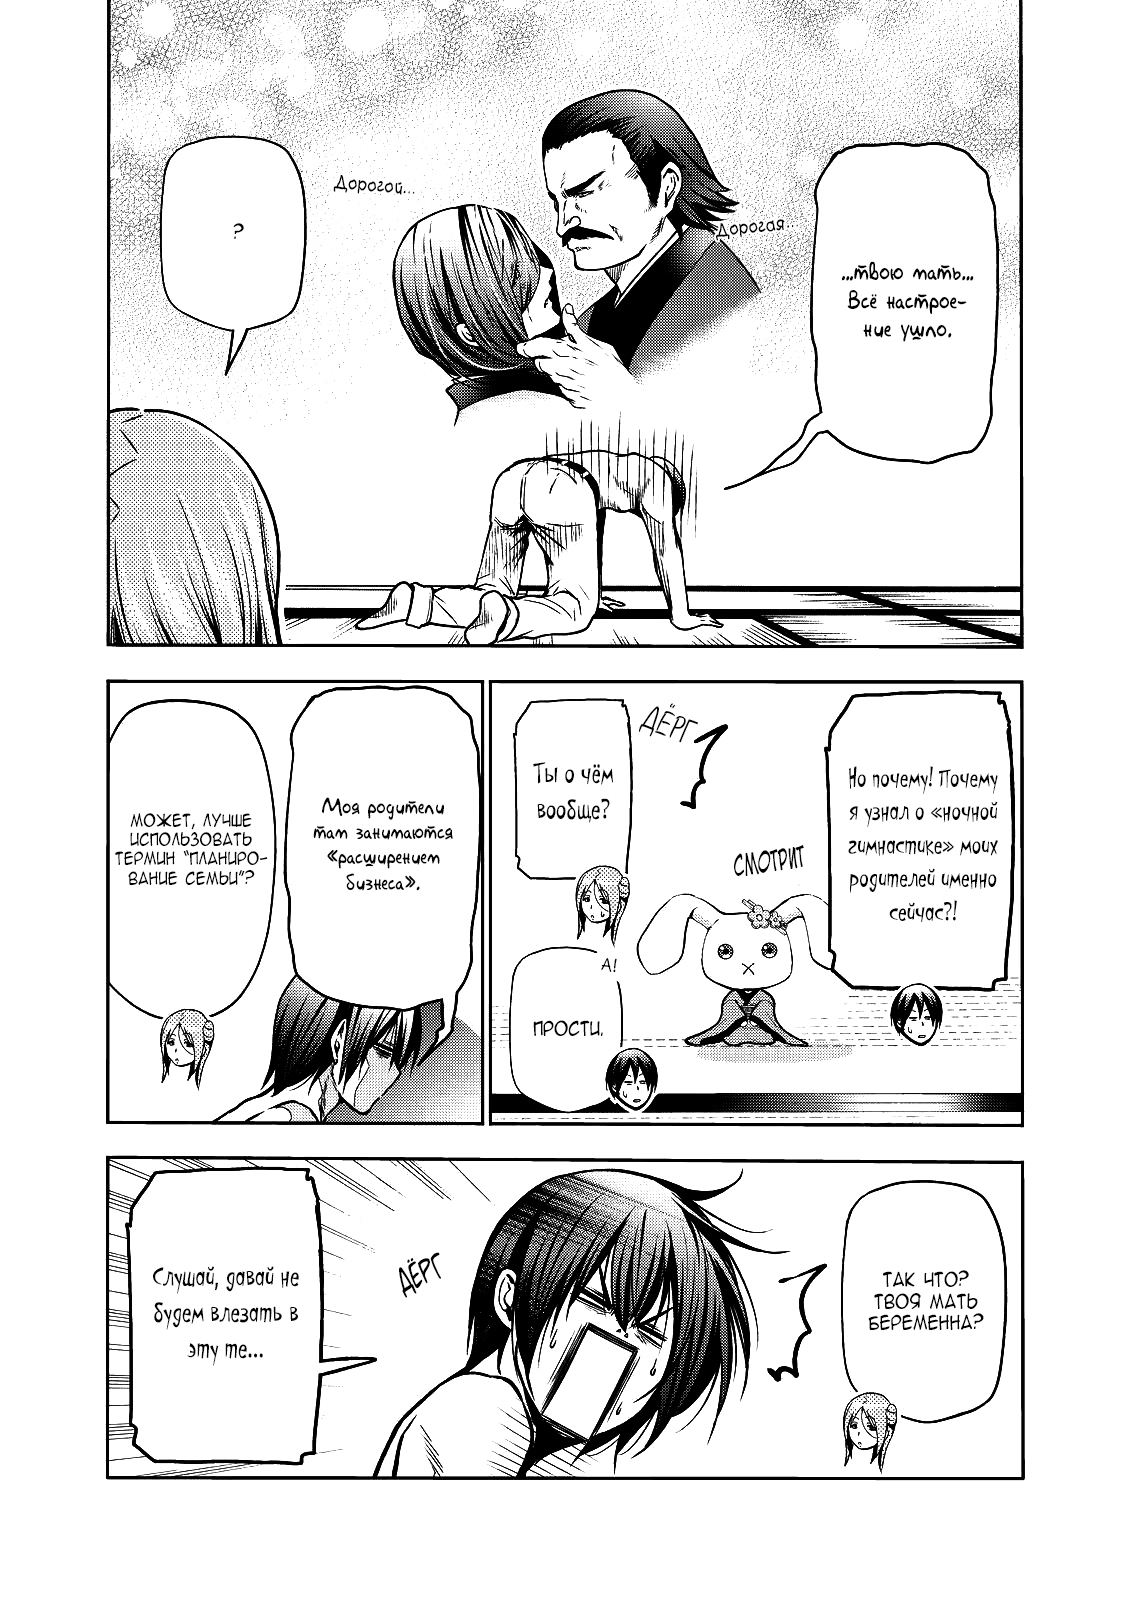 ...твою мать...
Всё настрое-
ние ушло.
Дорогая...
Дорогой...
?
Но почему! Почему
я узнал о «ночной
гимнастике» моих
родителей именно
сейчас?!
СМОТРИТ
ДЁРГ
Ты о чём
вообще?
А!
ПРОСТИ.
Моя родители
там занимаются
«расширением
бизнеса».
МОЖЕТ, ЛУЧШЕ
ИСПОЛЬЗОВАТЬ
ТЕРМИН "ПЛАНИРО-
ВАНИЕ СЕМЬИ"?
ТАК ЧТО?
ТВОЯ МАТЬ
БЕРЕМЕННА?
ДЁРГ
Слушай, давай не
будем влезать в
эту те...